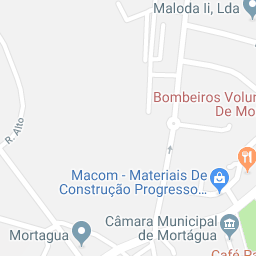 Maloda Ii, Lda
Bombeiros Volun
De Mo
R. Alto
Macom - Materiais De
Construção Progresso...
Câmara Municipal
de Mortágua
Mortagua
Café Pa